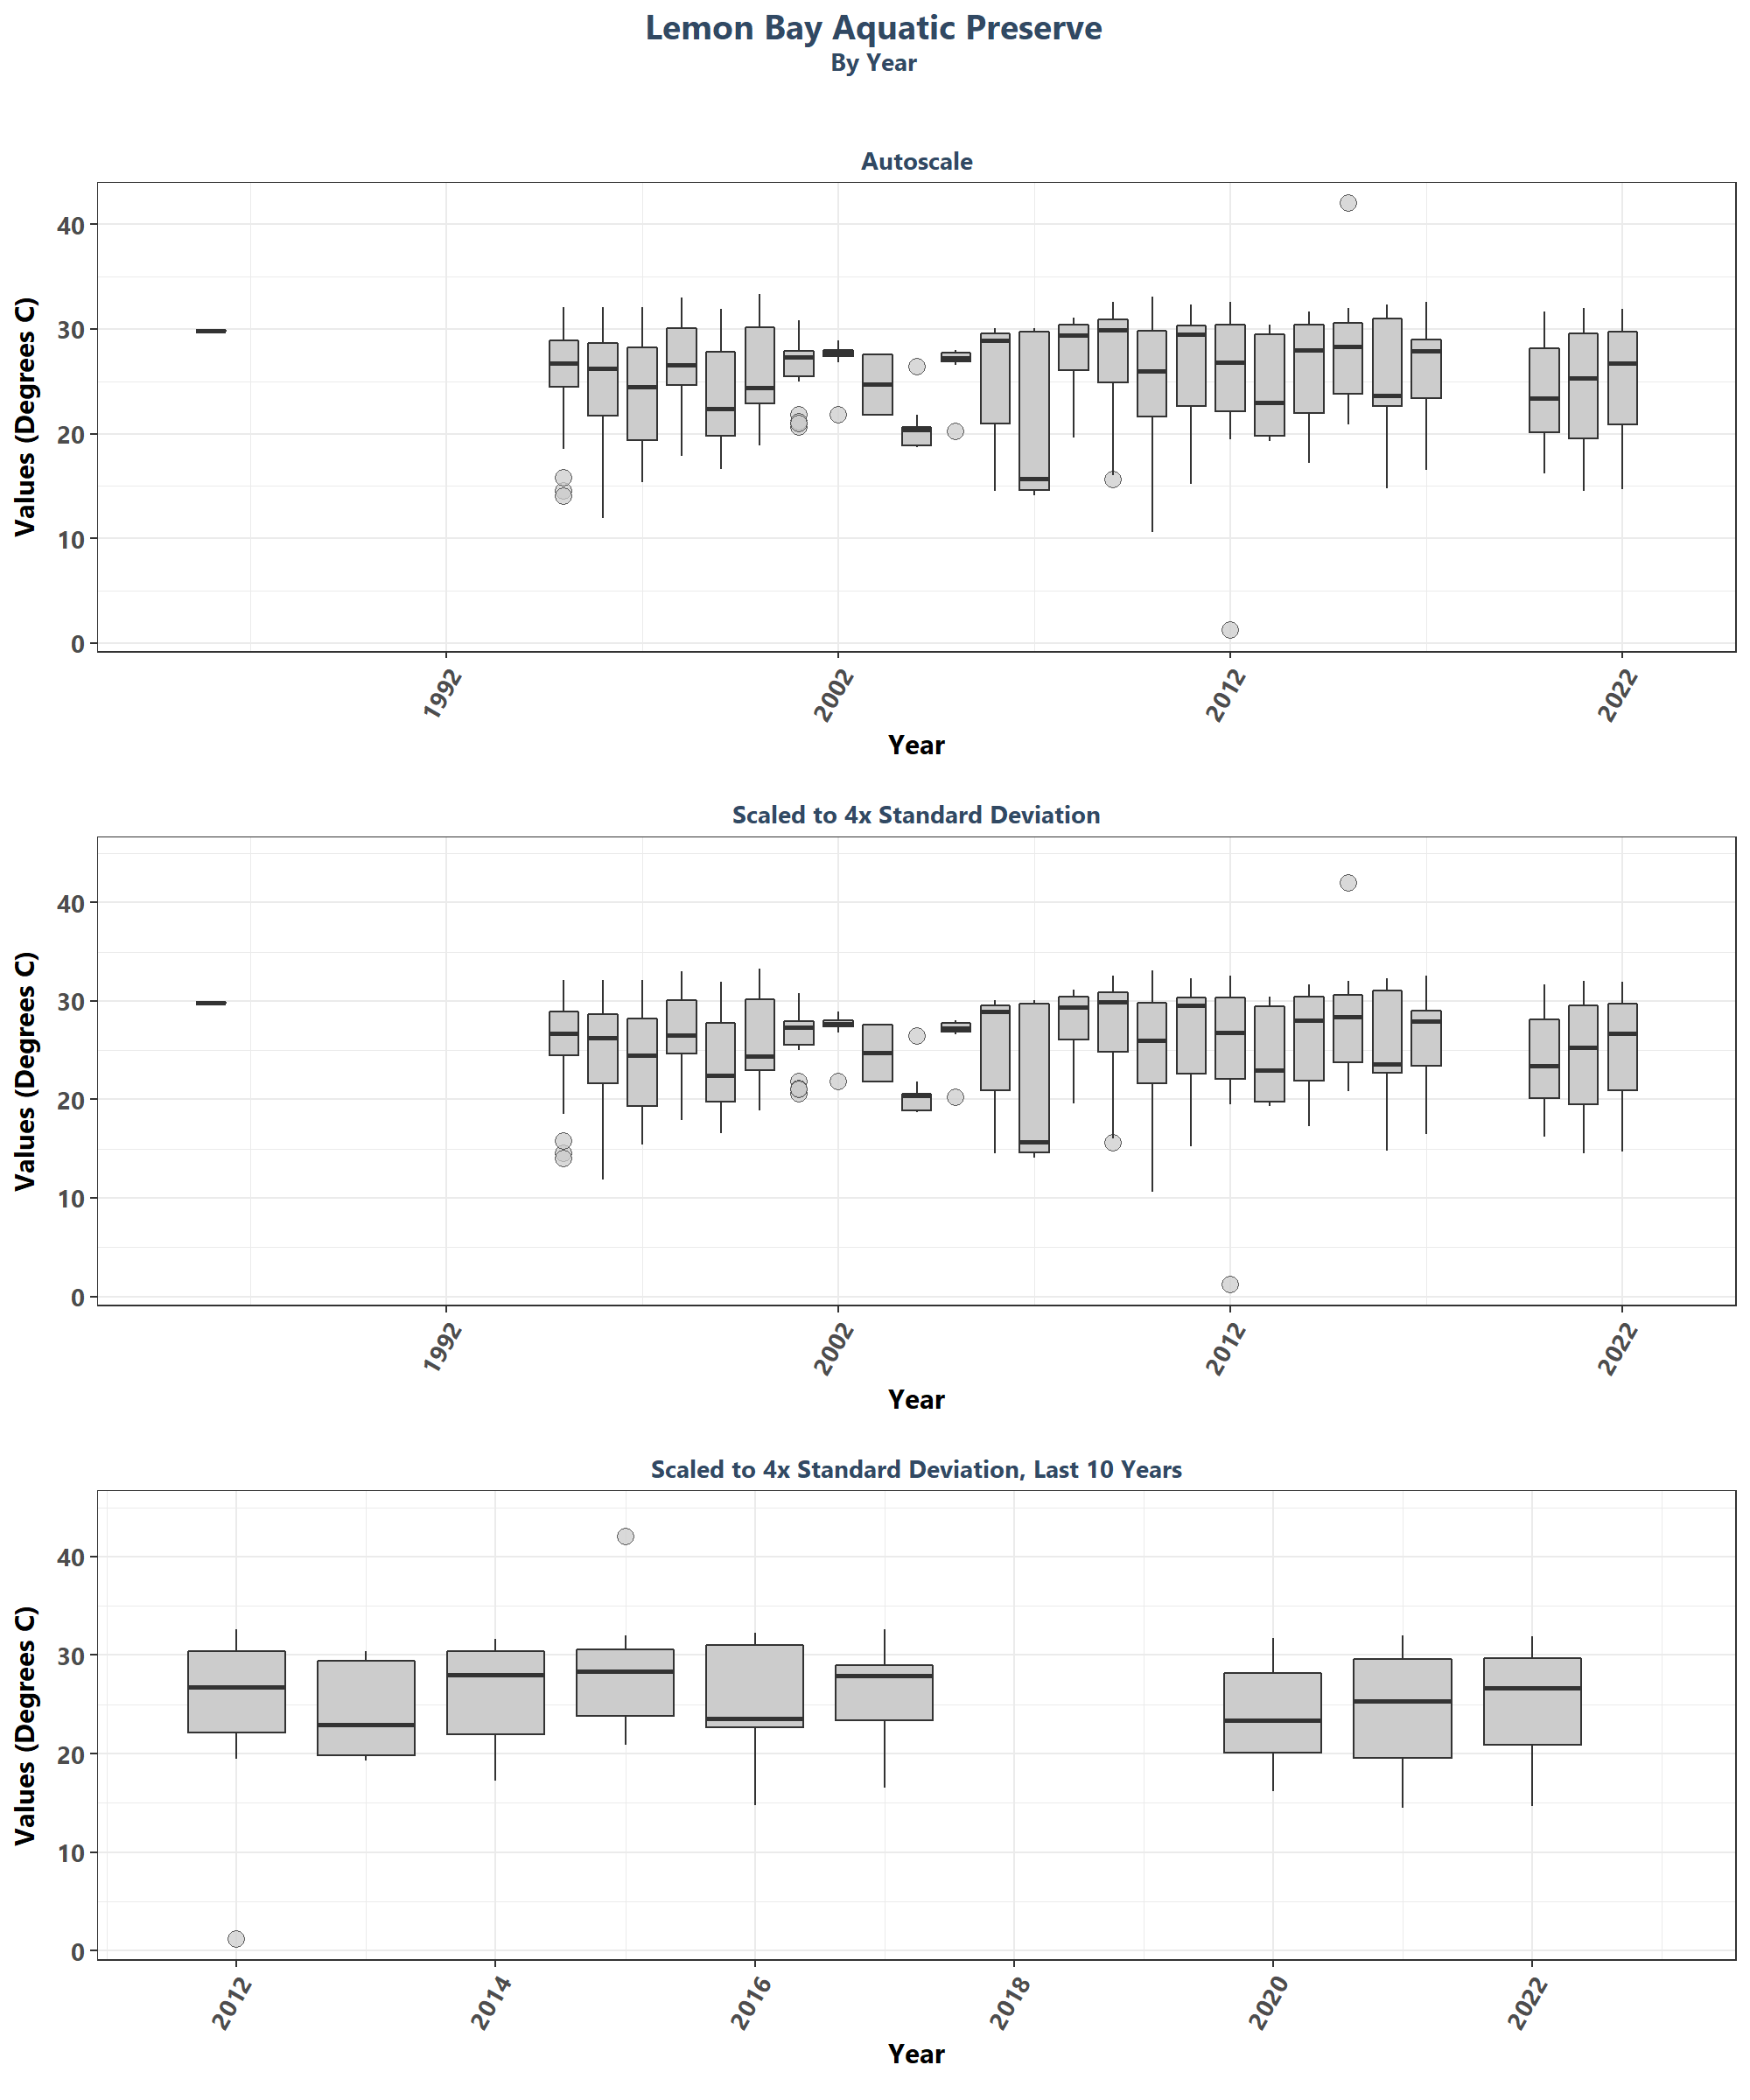 Lemon Bay Aquatic Preserve
By Year
Autoscale
Values (Degrees C)
40
30
20
10
0
1992
2002
2012
2022
Year
Scaled to 4x Standard Deviation
Values (Degrees C)
40
30
20
10
0
1992
2002
2012
2022
Year
Scaled to 4x Standard Deviation, Last 10 Years
Values (Degrees C)
40
30
20
10
0
2012
2014
2016
2018
2020
2022
Year